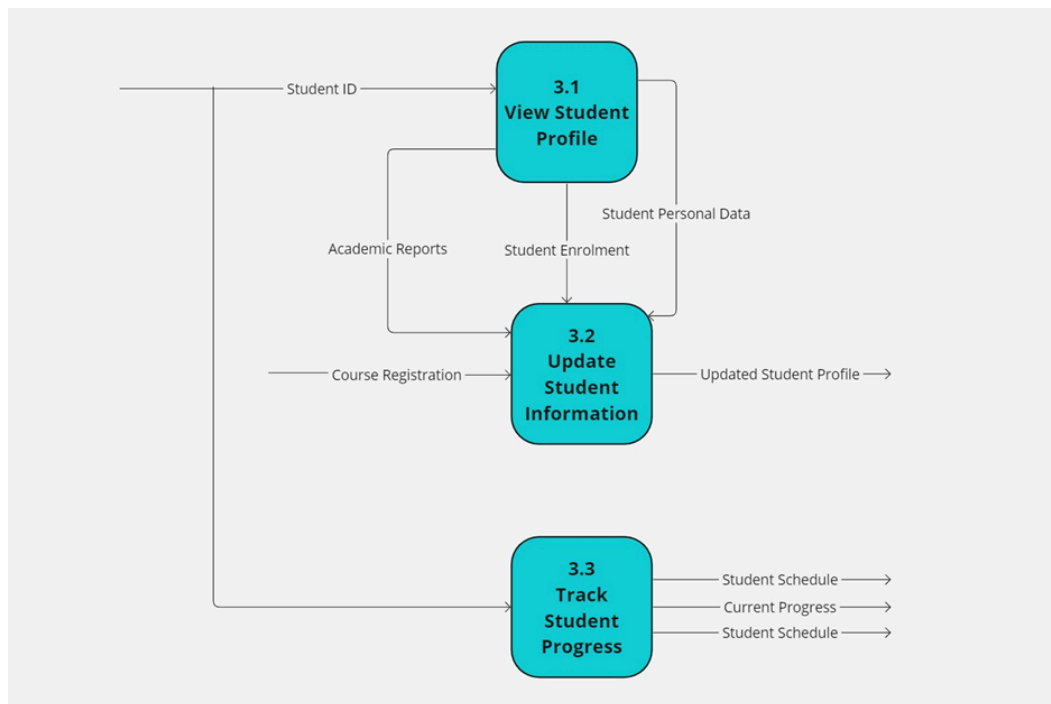 3.1
View Student
Profile
Student ID
Student Personal Data
Academic Reports
Student Enrolment
3.2
Update
Student
Information
Course Registration
Updated Student Profile
3.3
Track
Student
Progress
Student Schedule
Current Progress
Student Schedule